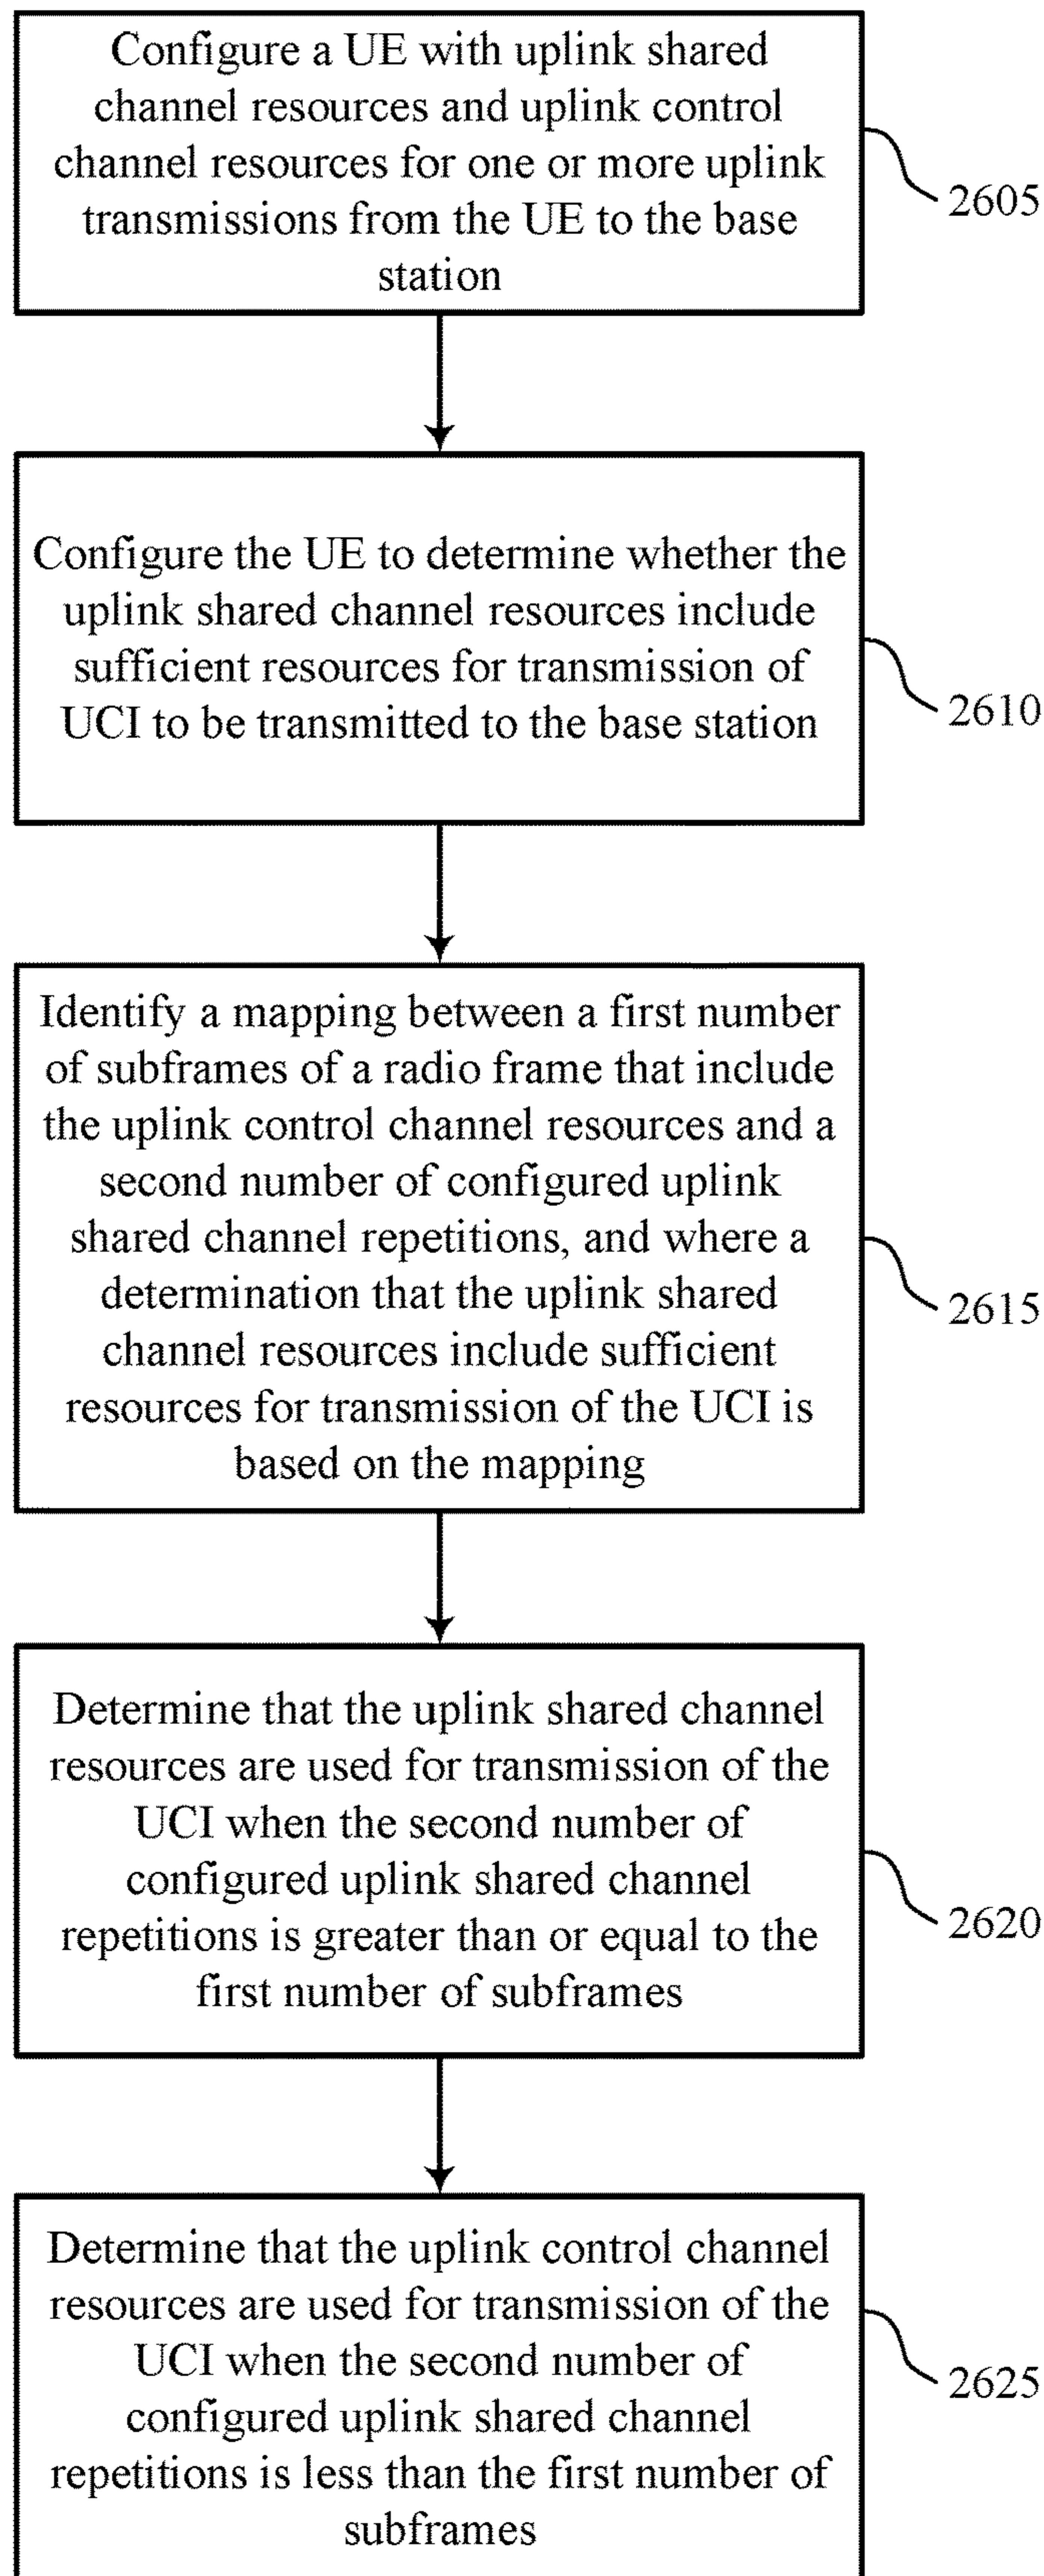 Configure a UE with uplink shared
channel resources and uplink control
channel resources for one or more uplink
transmissions from the UE to the base
station
2605
Configure the UE to determine whether the
uplink shared channel resources include
sufficient resources for transmission of
UCI to be transmitted to the base station
2610
Identify a mapping between a first number
of subframes of a radio frame that include
the uplink control channel resources and a
second number of configured uplink
shared channel repetitions, and where a
determination that the uplink shared
channel resources include sufficient
resources for transmission of the UCI is
based on the mapping
2615
Determine that the uplink shared channel
resources are used for transmission of the
UCI when the second number of
configured uplink shared channel
repetitions is greater than or equal to the
first number of subframes
2620
Determine that the uplink control channel
resources are used for transmission of the
UCI when the second number of
configured uplink shared channel
repetitions is less than the first number of
subframes
2625